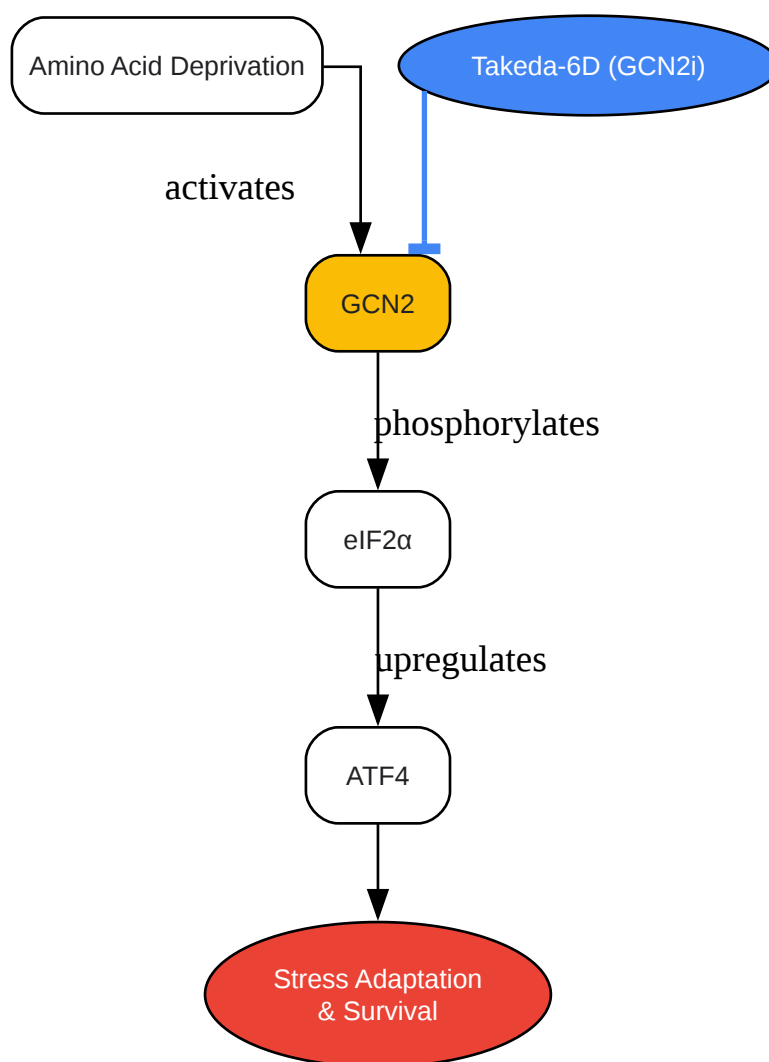 Amino Acid Deprivation
Takeda-6D (GCN2i)
activates
GCN2
phosphorylates
eIF2α
upregulates
ATF4
Stress Adaptation
& Survival